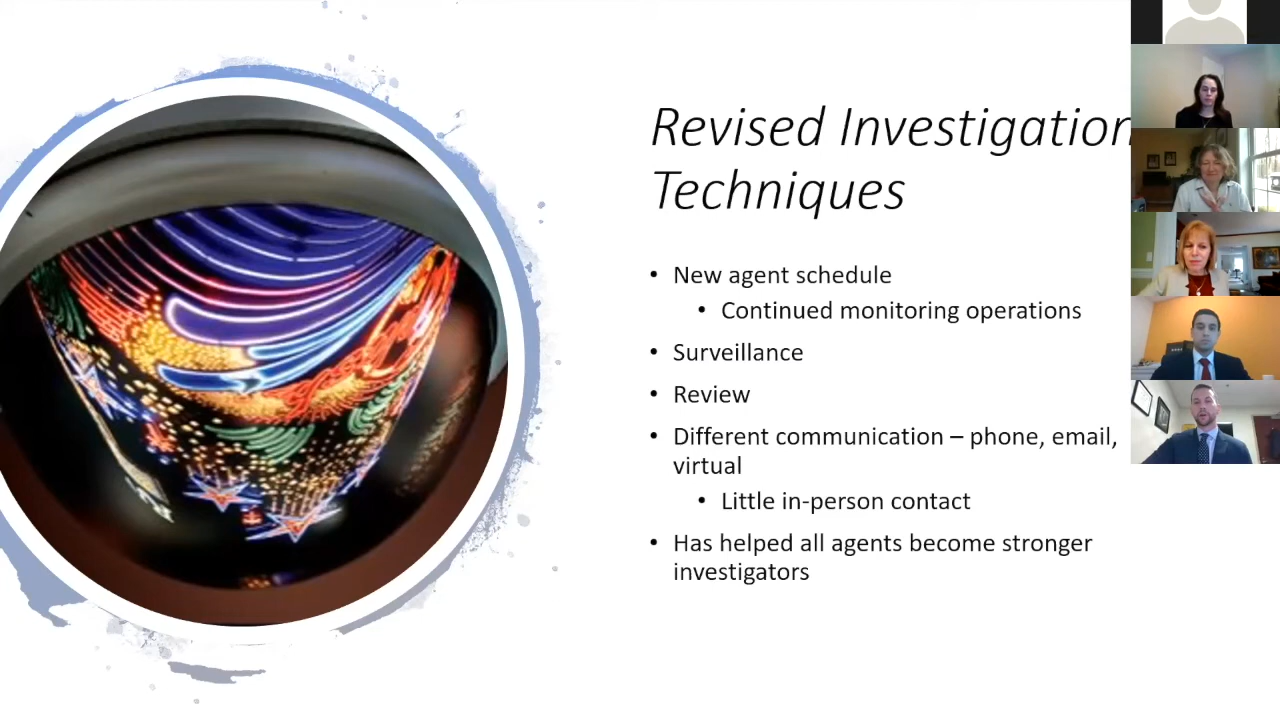 Revised Investigation
Techniques
• New agent schedule
• Continued monitoring operations
• Surveillance
• Review
• Different communication – phone, email,
virtual
• Little in-person contact
• Has helped all agents become stronger
investigators